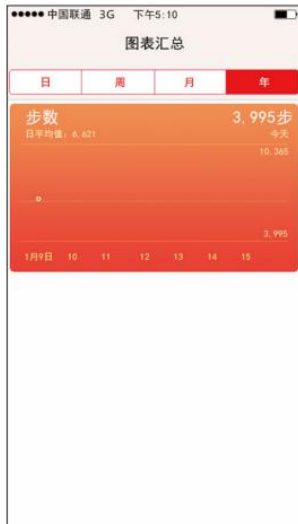 中国联通 3G 下午5:10
图表汇总
日 周 月 年
步数 3,995步
日平均值: 6,621 今天
10,365
3,995
1月9日 10 11 12 13 14 15